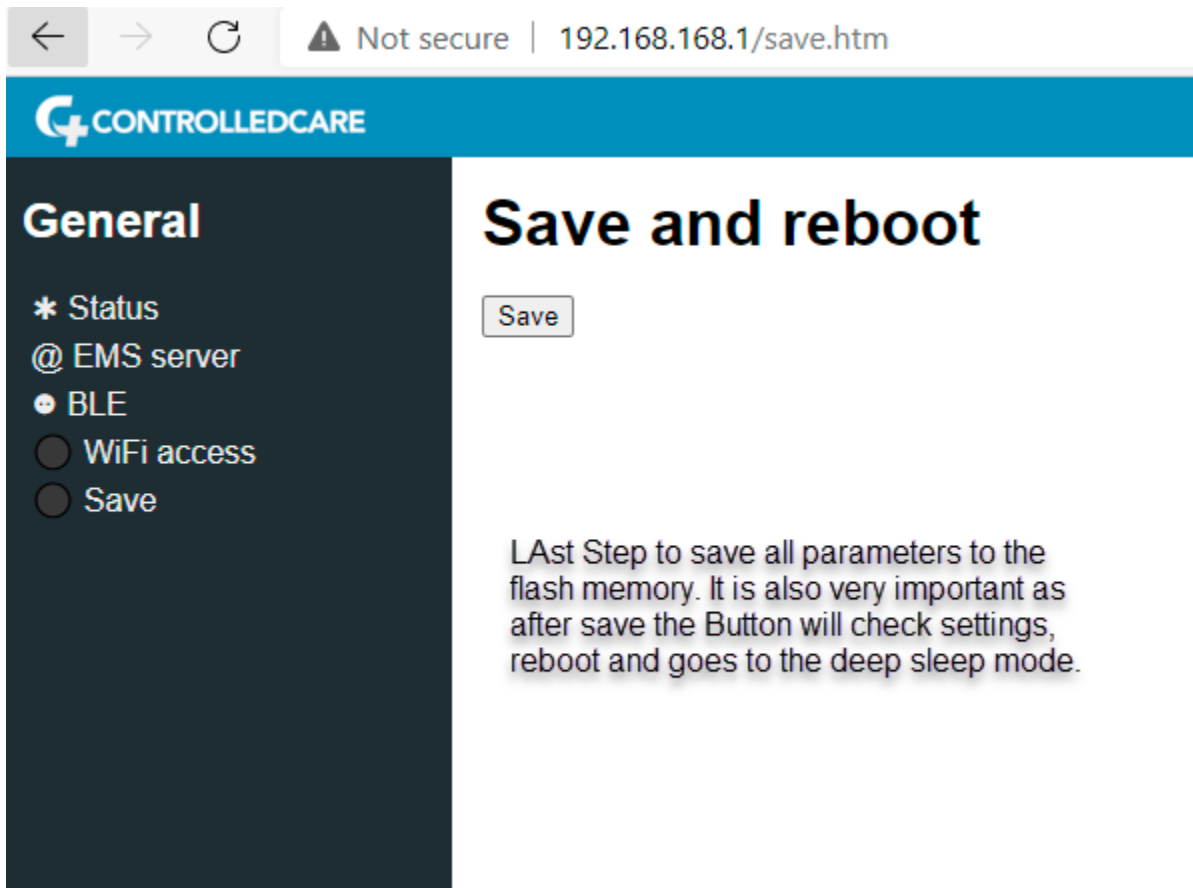 Not secure | 192.168.168.1/save.htm
CONTROLLEDCARE
General
* Status
@ EMS server
BLE
WiFi access
Save
Save and reboot
Save
LAst Step to save all parameters to the
flash memory. It is also very important as
after save the Button will check settings,
reboot and goes to the deep sleep mode.